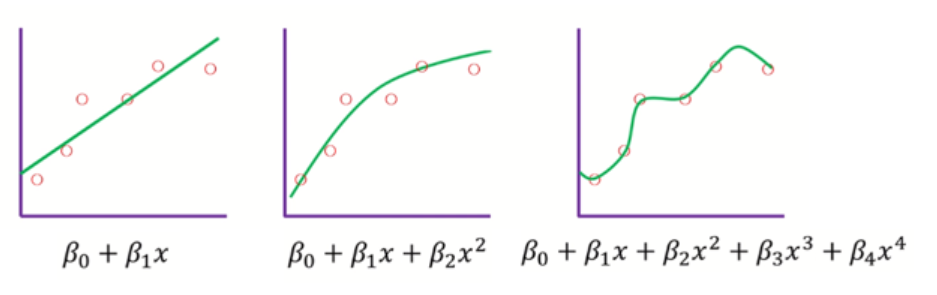 β₀ + β₁x
β₀ + β₁x + β₂x²
β₀ + β₁x + β₂x² + β₃x³ + β₄x⁴